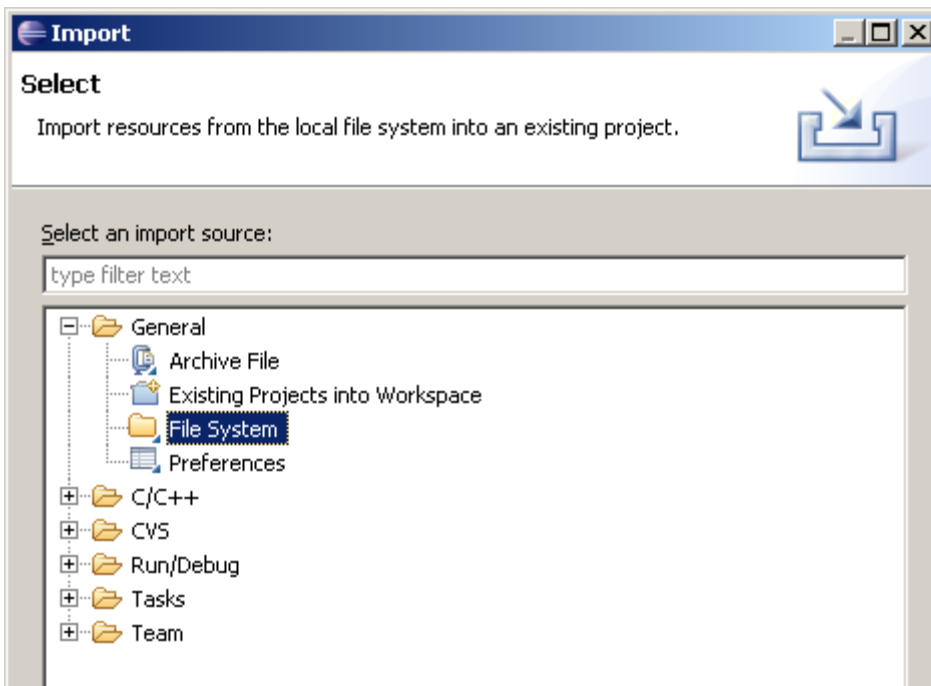 Import
Select
Import resources from the local file system into an existing project.
Select an import source:
type filter text
General
Archive File
Existing Projects into Workspace
File System
Preferences
C/C++
CVS
Run/Debug
Tasks
Team